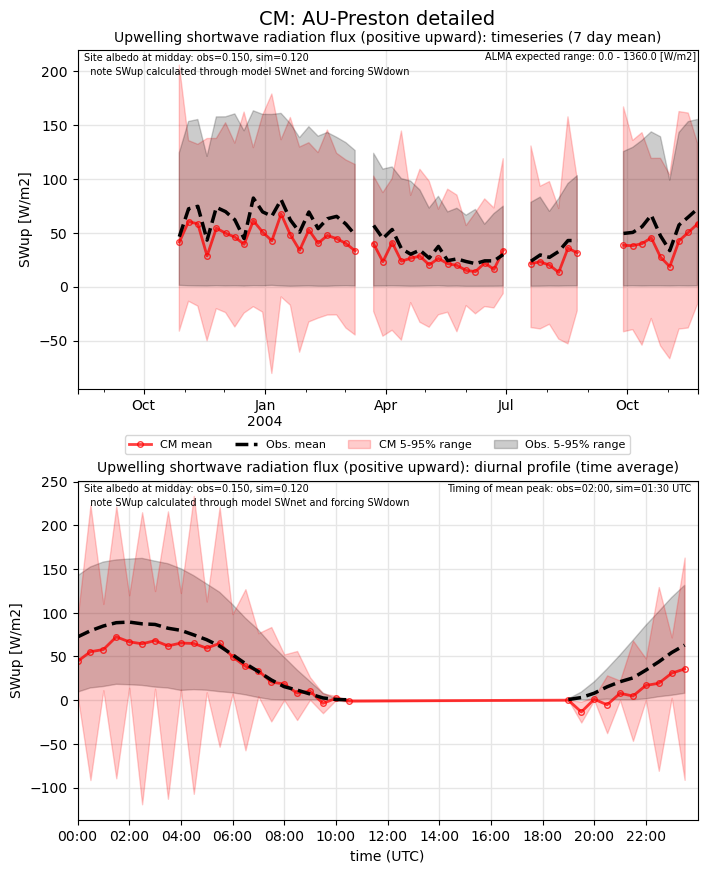 CM: AU-Preston detailed
Upwelling shortwave radiation flux (positive upward): timeseries (7 day mean)
Site albedo at midday: obs=0.150, sim=0.120
ALMA expected range: 0.0 - 1360.0 [W/m2]
note SWup calculated through model SWnet and forcing SWdown
200
150
100
50
0
−50
SWup [W/m2]
Oct Jan Apr Jul Oct
2004
CM mean Obs. mean CM 5-95% range Obs. 5-95% range
Upwelling shortwave radiation flux (positive upward): diurnal profile (time average)
Site albedo at midday: obs=0.150, sim=0.120
Timing of mean peak: obs=02:00, sim=01:30 UTC
note SWup calculated through model SWnet and forcing SWdown
250
200
150
100
50
0
−50
−100
SWup [W/m2]
00:00 02:00 04:00 06:00 08:00 10:00 12:00 14:00 16:00 18:00 20:00 22:00
time (UTC)